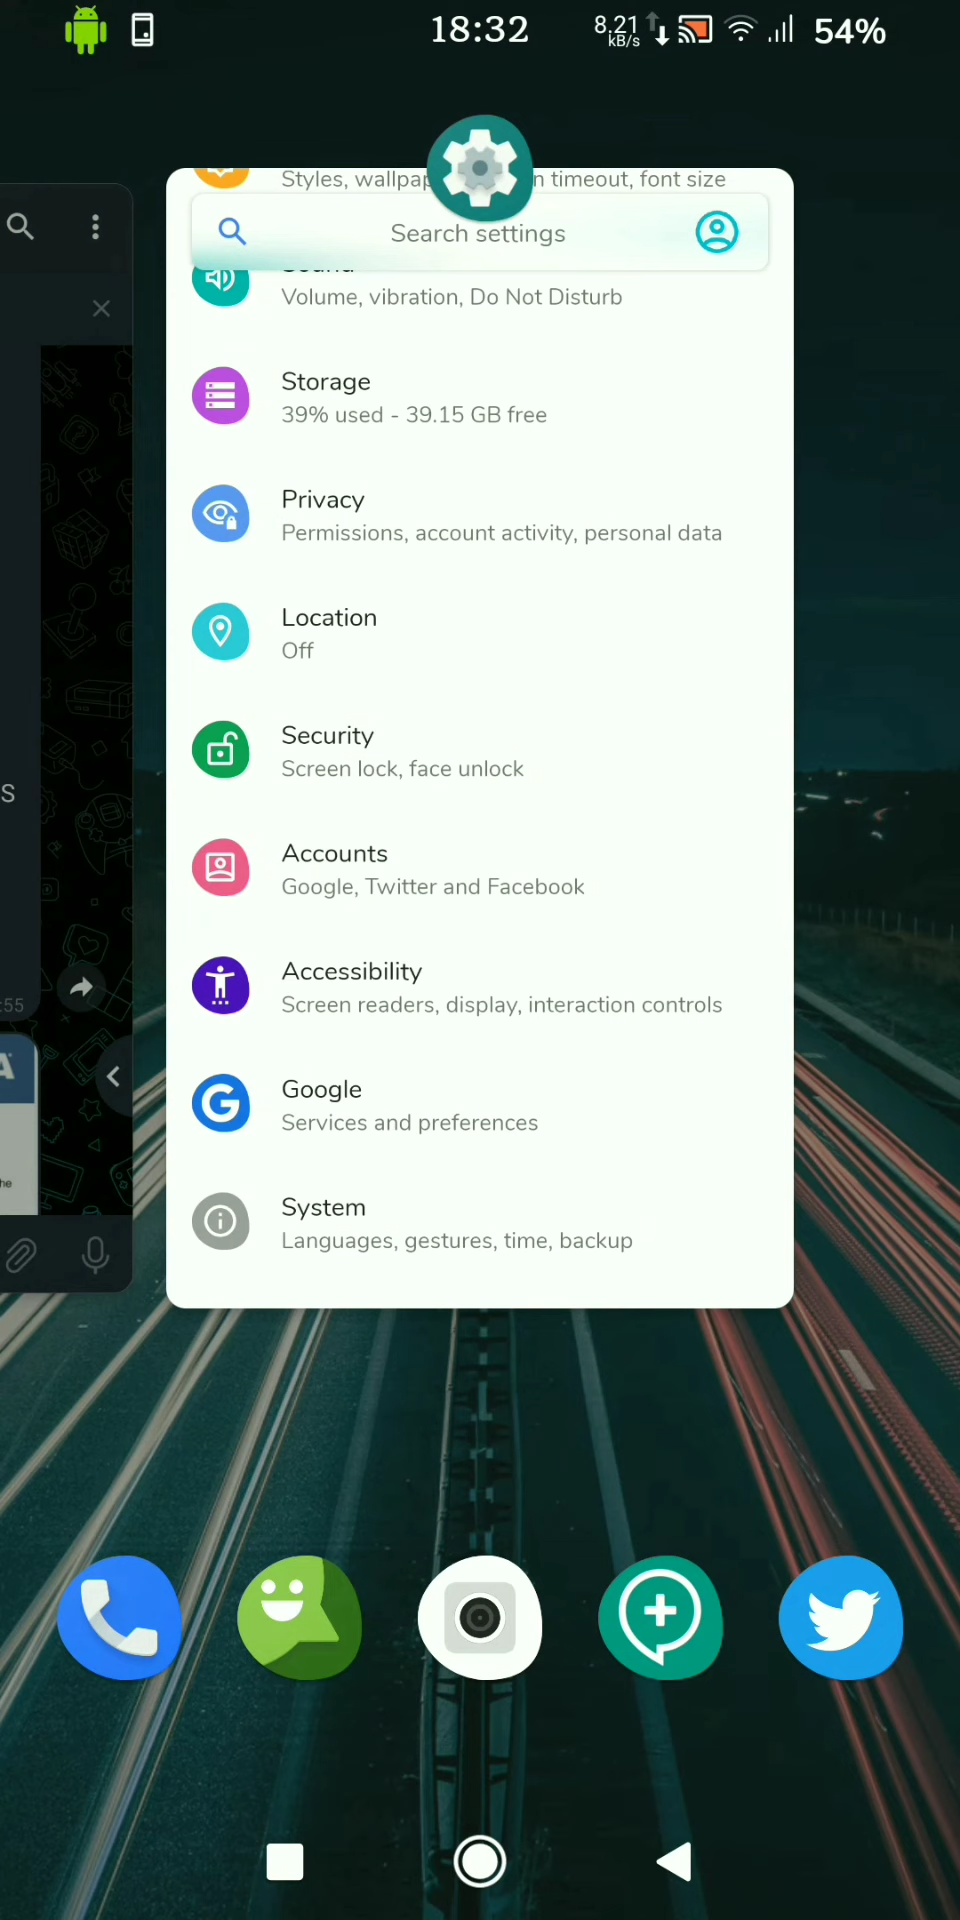 18:32
8.21
kB/s
54%
Styles, wallpap
n timeout, font size
Search settings
Sound
Volume, vibration, Do Not Disturb
Storage
39% used - 39.15 GB free
Privacy
Permissions, account activity, personal data
Location
Off
Security
Screen lock, face unlock
S
Accounts
Google, Twitter and Facebook
Accessibility
Screen readers, display, interaction controls
:55
A
Google
Services and preferences
he
System
Languages, gestures, time, backup